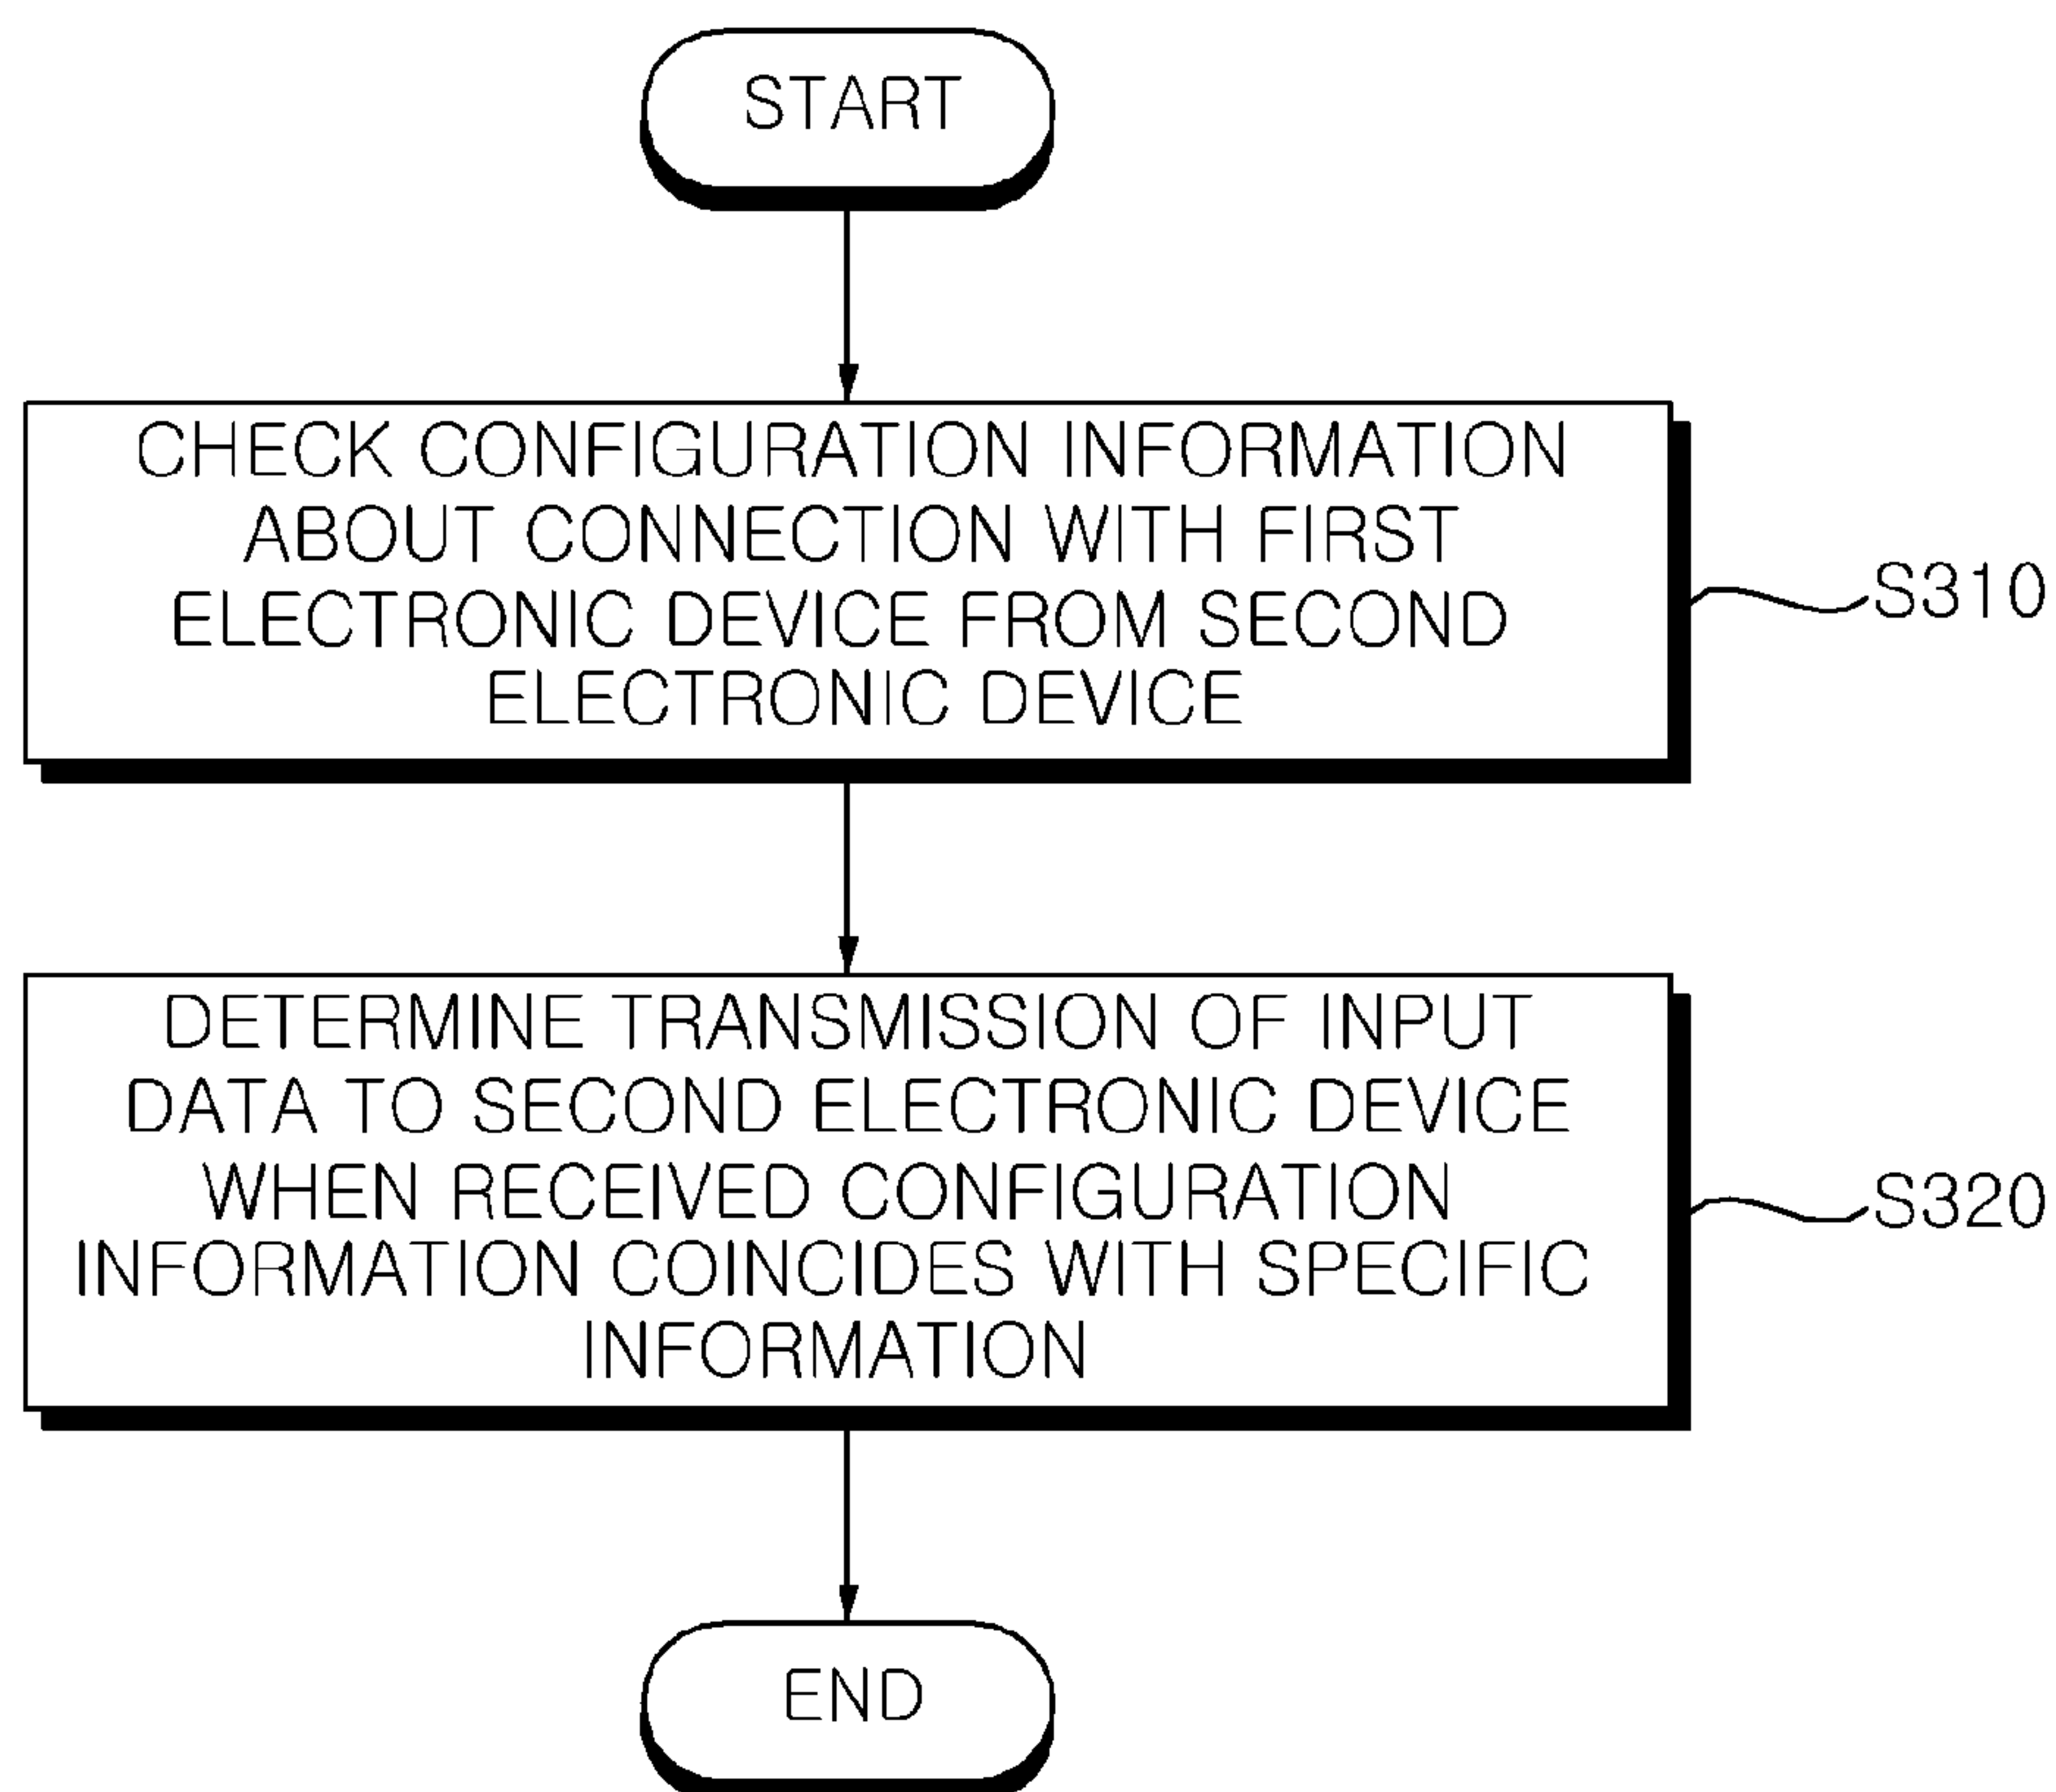 START
CHECK CONFIGURATION INFORMATION
ABOUT CONNECTION WITH FIRST
ELECTRONIC DEVICE FROM SECOND
ELECTRONIC DEVICE
S310
DETERMINE TRANSMISSION OF INPUT
DATA TO SECOND ELECTRONIC DEVICE
WHEN RECEIVED CONFIGURATION
INFORMATION COINCIDES WITH SPECIFIC
INFORMATION
S320
END